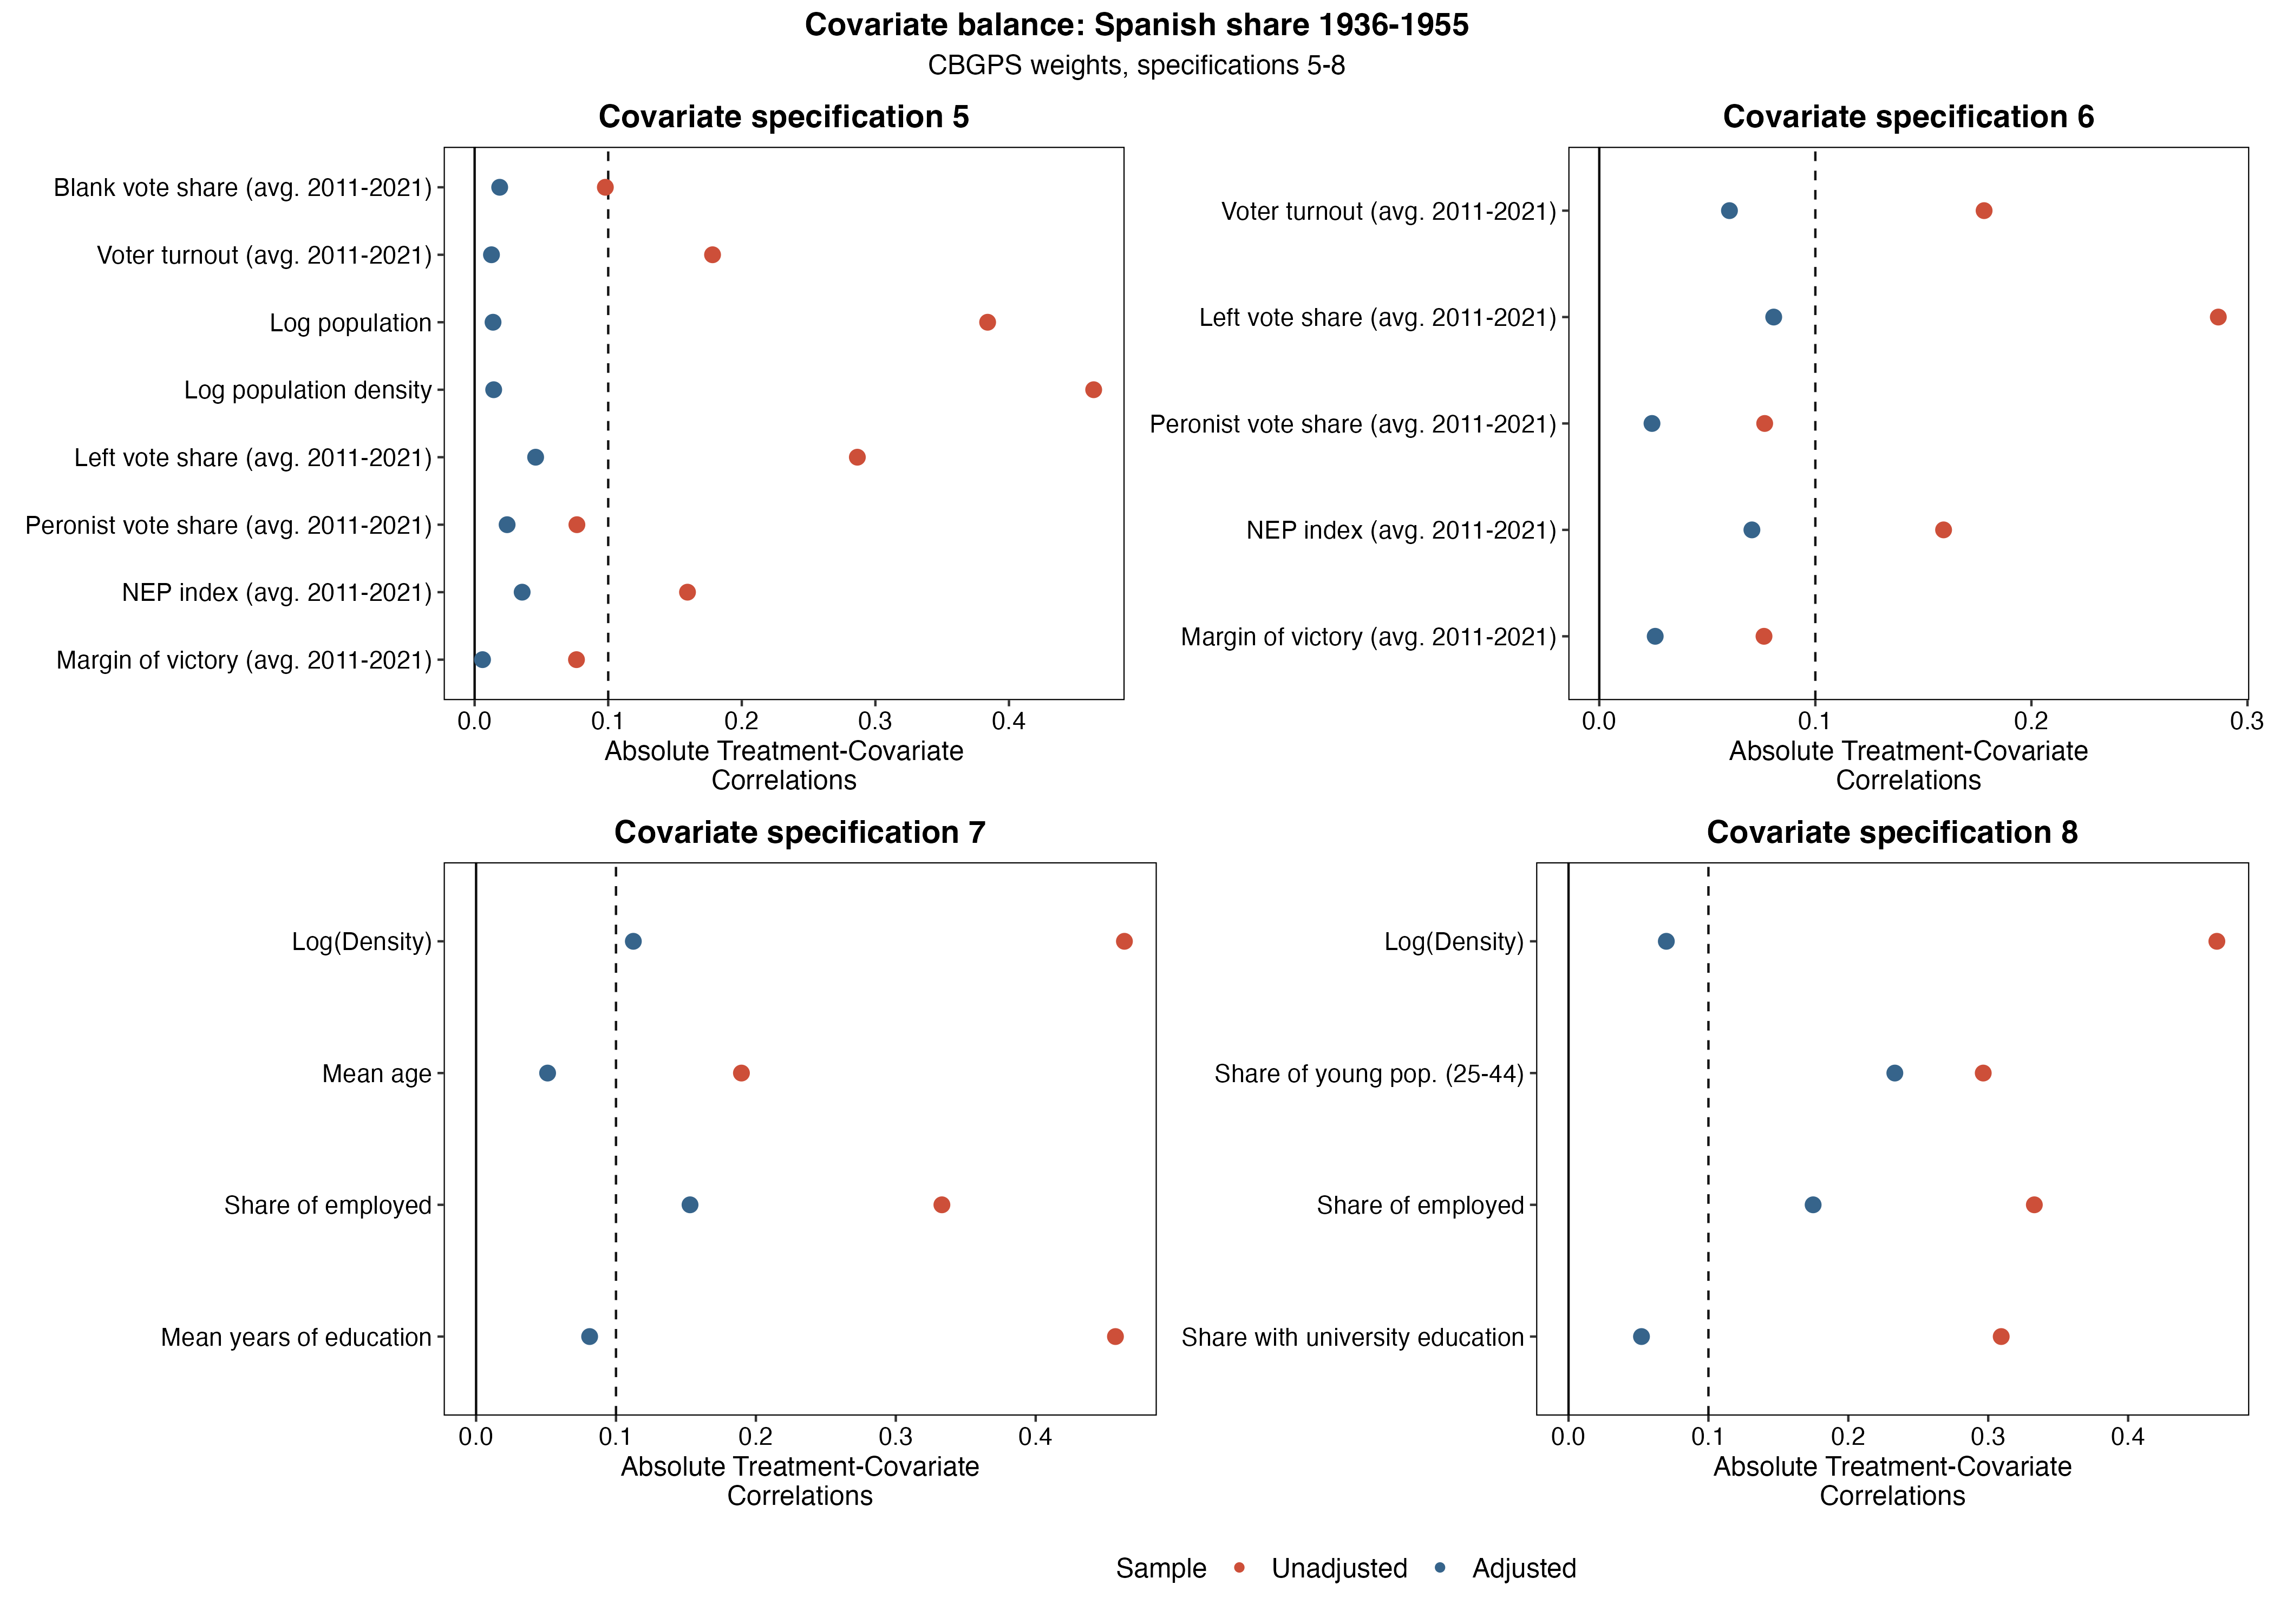 Covariate balance: Spanish share 1936-1955
CBGPS weights, specifications 5-8
Covariate specification 5
Blank vote share (avg. 2011-2021)
Voter turnout (avg. 2011-2021)
Log population
Log population density
Left vote share (avg. 2011-2021)
Peronist vote share (avg. 2011-2021)
NEP index (avg. 2011-2021)
Margin of victory (avg. 2011-2021)
0.0 0.1 0.2 0.3 0.4
Absolute Treatment-Covariate
Correlations
Covariate specification 6
Voter turnout (avg. 2011-2021)
Left vote share (avg. 2011-2021)
Peronist vote share (avg. 2011-2021)
NEP index (avg. 2011-2021)
Margin of victory (avg. 2011-2021)
0.0 0.1 0.2 0.3
Absolute Treatment-Covariate
Correlations
Covariate specification 7
Log(Density)
Mean age
Share of employed
Mean years of education
0.0 0.1 0.2 0.3 0.4
Absolute Treatment-Covariate
Correlations
Covariate specification 8
Log(Density)
Share of young pop. (25-44)
Share of employed
Share with university education
0.0 0.1 0.2 0.3 0.4
Absolute Treatment-Covariate
Correlations
Sample Unadjusted Adjusted